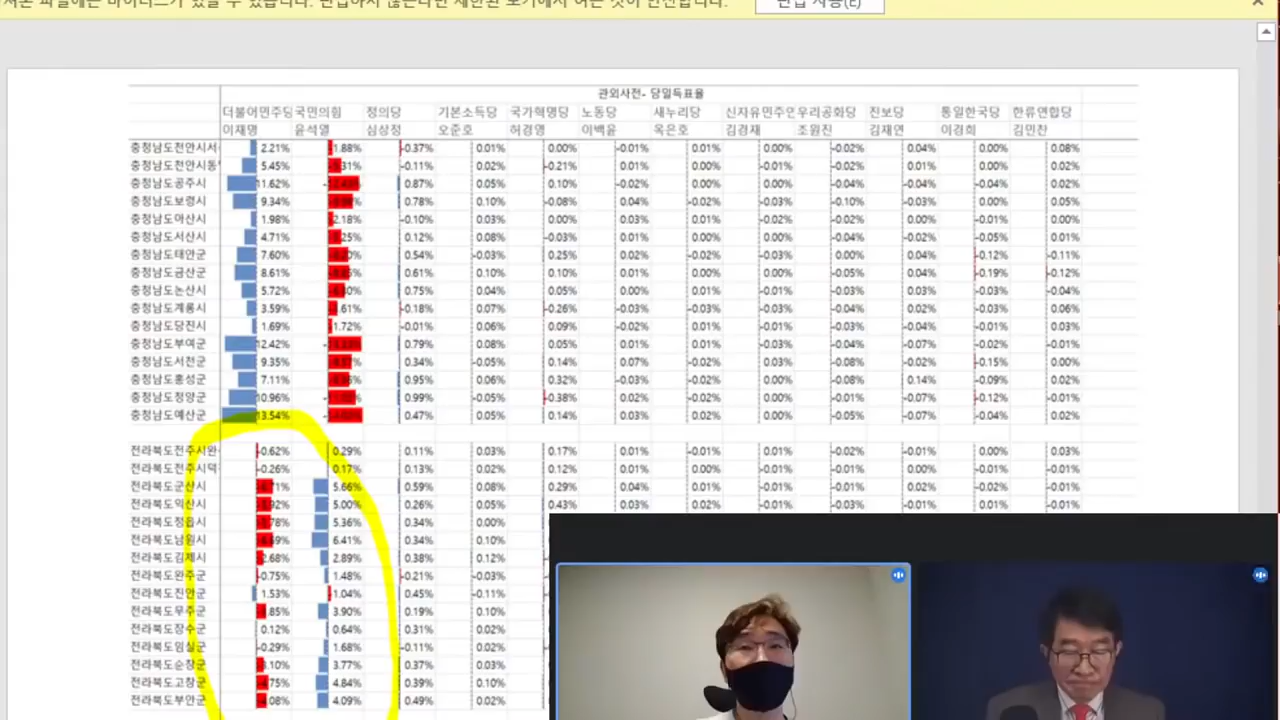 편집 사용(E)
관외사전- 당일득표율
더불어민주당 국민의힘 정의당 기본소득당 국가혁명당 노동당 새누리당 신자유민주연 우리공화당 진보당 통일한국당 한류연합당
이재명 윤석열 심상정 오준호 허경영 이백윤 옥은호 김경재 조원진 김재연 이경희 김민찬
충청남도천안시서 2.21% 1.88% -0.37% 0.01% 0.00% -0.01% 0.01% 0.00% -0.02% 0.04% 0.00% 0.08%
충청남도천안시동 5.45% -0.11% 0.02% -0.21% -0.01% 0.01% 0.00% -0.02% 0.01% 0.00% 0.02%
충청남도공주시 11.62% 0.87% 0.05% 0.10% -0.02% 0.00% -0.01% -0.04% -0.04% -0.04% 0.02%
충청남도보령시 9.34% 0.78% 0.10% -0.08% 0.04% -0.02% -0.03% -0.10% -0.03% 0.00% 0.05%
충청남도아산시 1.98% 2.18% -0.10% 0.03% 0.00% 0.03% 0.01% -0.02% -0.02% 0.00% -0.01% 0.02%
충청남도서산시 4.71% 0.12% 0.08% -0.03% 0.01% 0.00% 0.00% -0.04% -0.02% -0.05% 0.01%
충청남도태안군 7.60% 0.54% -0.03% 0.25% 0.02% -0.02% -0.03% 0.00% 0.04% -0.12% -0.11%
충청남도금산군 8.61% 0.61% 0.10% 0.10% 0.01% -0.02% 0.00% -0.05% 0.04% -0.19% -0.12%
충청남도논산시 5.72% 0.75% 0.04% 0.05% 0.00% 0.01% -0.01% -0.03% -0.03% -0.03% -0.04%
충청남도계룡시 3.59% -0.18% 0.07% -0.26% -0.03% -0.03% -0.03% -0.04% 0.02% -0.03% 0.06%
충청남도당진시 1.69% 1.72% -0.01% 0.06% 0.09% -0.02% 0.01% -0.01% -0.03% -0.04% -0.01% 0.03%
충청남도부여군 12.42% 0.79% 0.08% 0.05% 0.01% 0.01% -0.03% -0.04% -0.07% -0.02% -0.01%
충청남도서천군 9.35% 0.34% -0.05% 0.14% 0.07% -0.02% -0.03% -0.08% -0.02% -0.15% 0.00%
충청남도홍성군 7.11% 0.95% 0.06% 0.32% -0.03% -0.02% 0.00% -0.08% 0.14% -0.09% 0.02%
충청남도청양군 10.96% 0.99% -0.05% -0.38% 0.02% -0.02% -0.01% -0.01% -0.07% -0.12% -0.01%
충청남도예산군 13.54% 0.47% 0.05% 0.14% 0.03% 0.02% -0.01% -0.05% -0.07% -0.04% 0.02%
전라북도전주시완 -0.62% 0.29% 0.11% 0.03% 0.17% 0.01% -0.01% 0.01% -0.02% 0.01% 0.00% 0.03%
전라북도전주시덕 -0.26% 0.17% 0.13% 0.02% 0.12% 0.01% 0.00% -0.01% -0.01% 0.00% -0.01% -0.01%
전라북도군산시 5.66% 0.59% 0.08% 0.29% 0.04% 0.01% -0.01% -0.01% 0.02% -0.02% -0.01%
전라북도익산시 5.00% 0.26% 0.05% 0.43% 0.03% 0.02% -0.01% -0.03% -0.01% 0.01% -0.01%
전라북도정읍시 5.36% 0.34% 0.00%
전라북도남원시 6.41% 0.34% 0.10%
전라북도김제시 2.89% 0.38% 0.12%
전라북도완주군 -0.75% 1.48% -0.21% -0.03%
전라북도진안군 1.53% -1.04% 0.45% -0.11%
전라북도무주군 3.90% 0.19% 0.10%
전라북도장수군 0.12% 0.64% 0.31% 0.02%
전라북도임실군 -0.29% 1.68% -0.11% 0.02%
전라북도순창군 3.77% 0.37% 0.03%
전라북도고창군 4.84% 0.39% 0.10%
전라북도부안군 4.09% 0.49% 0.02%